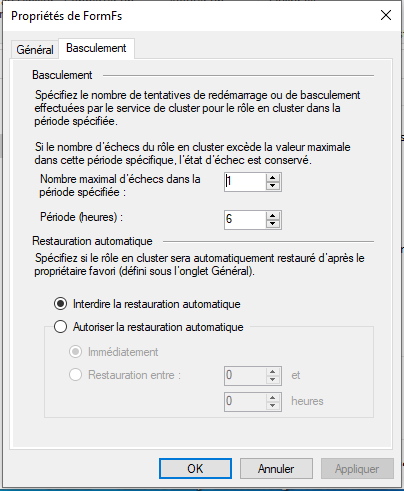 Propriétés de FormFs
Général
Basculement
Basculement
Spécifiez le nombre de tentatives de redémarrage ou de basculement
effectuées par le service de cluster pour le rôle en cluster dans la
période spécifiée.
Si le nombre d'échecs du rôle en cluster excède la valeur maximale
dans cette période spécifique, l'état d'échec est conservé.
Nombre maximal d'échecs dans la
période spécifiée :
1
Période (heures) :
6
Restauration automatique
Spécifiez si le rôle en cluster sera automatiquement restauré d'après le
propriétaire favori (défini sous l'onglet Général).
Interdire la restauration automatique
Autoriser la restauration automatique
Immédiatement
Restauration entre :
0
et
0
heures
OK
Annuler
Appliquer